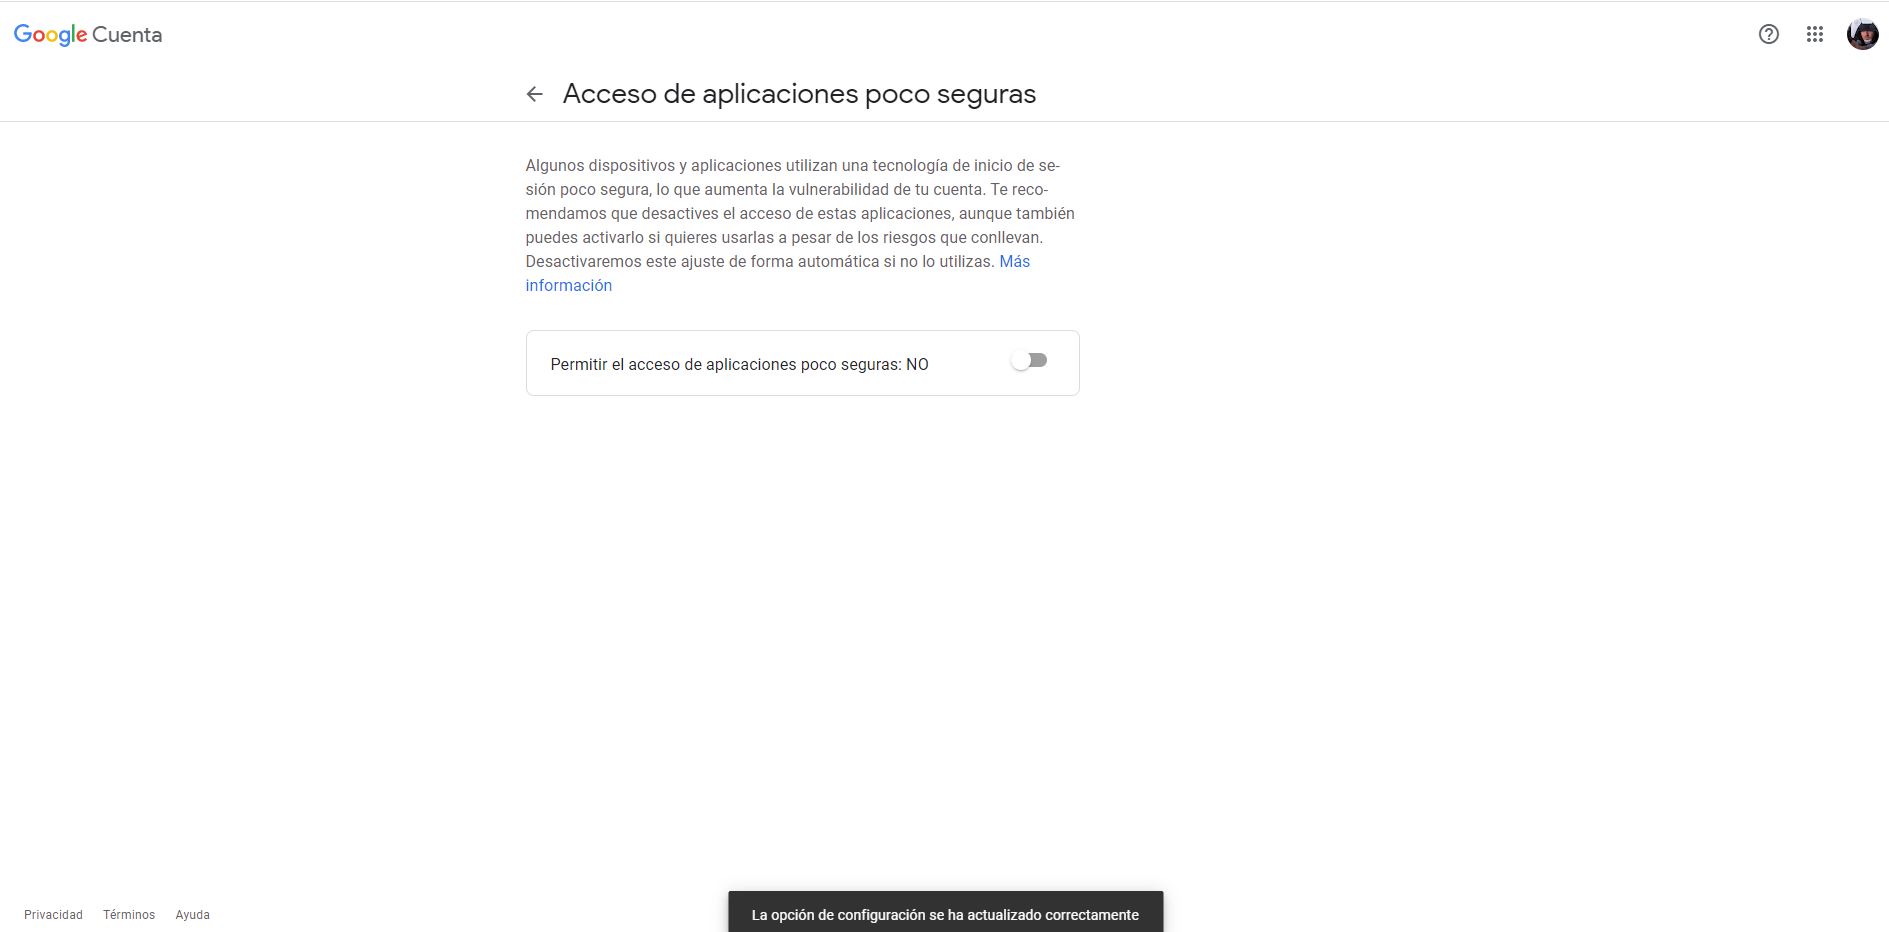 Google Cuenta
Acceso de aplicaciones poco seguras
Algunos dispositivos y aplicaciones utilizan una tecnología de inicio de se-
sión poco segura, lo que aumenta la vulnerabilidad de tu cuenta. Te reco-
mendamos que desactives el acceso de estas aplicaciones, aunque también
puedes activarlo si quieres usarlas a pesar de los riesgos que conllevan.
Desactivaremos este ajuste de forma automática si no lo utilizas. Más
información
Permitir el acceso de aplicaciones poco seguras: NO
Privacidad Términos Ayuda
La opción de configuración se ha actualizado correctamente